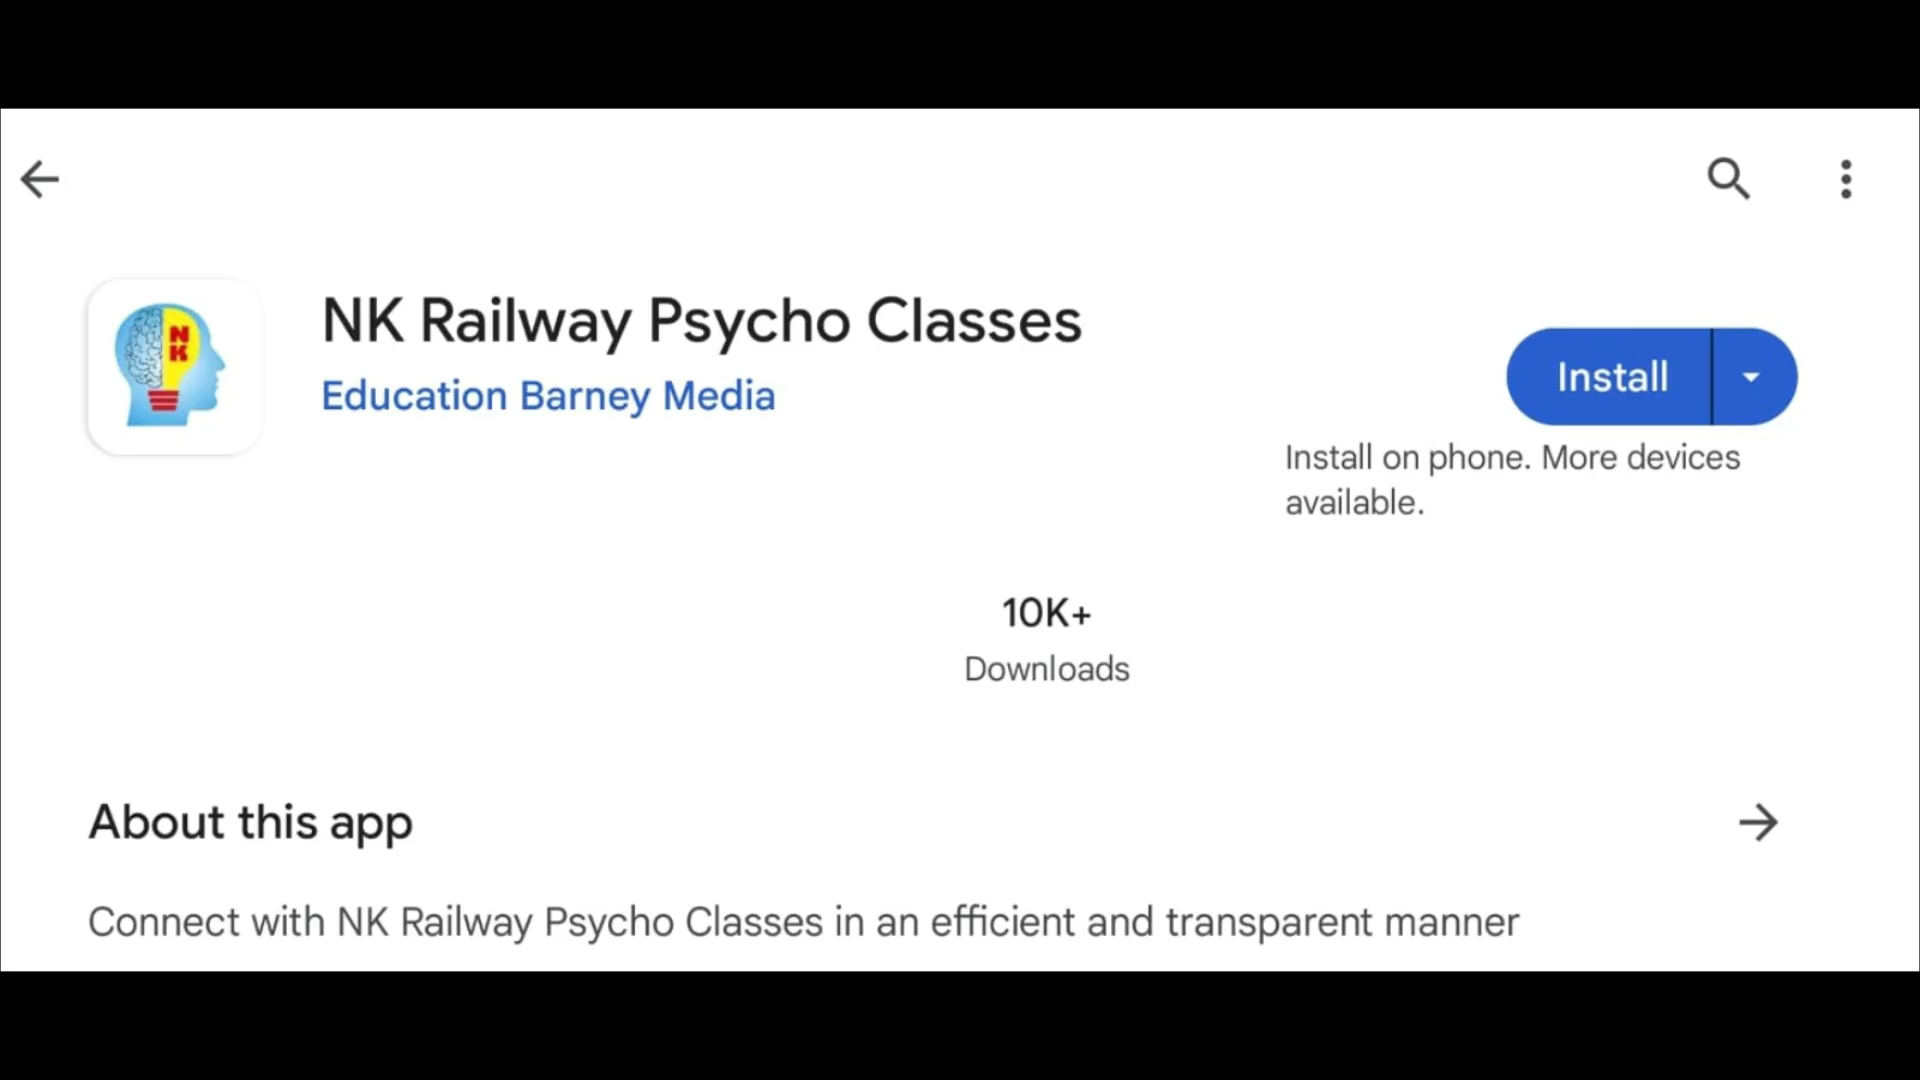 NK
NK Railway Psycho Classes
Education Barney Media
Install
Install on phone. More devices
available.
10K+
Downloads
About this app
Connect with NK Railway Psycho Classes in an efficient and transparent manner